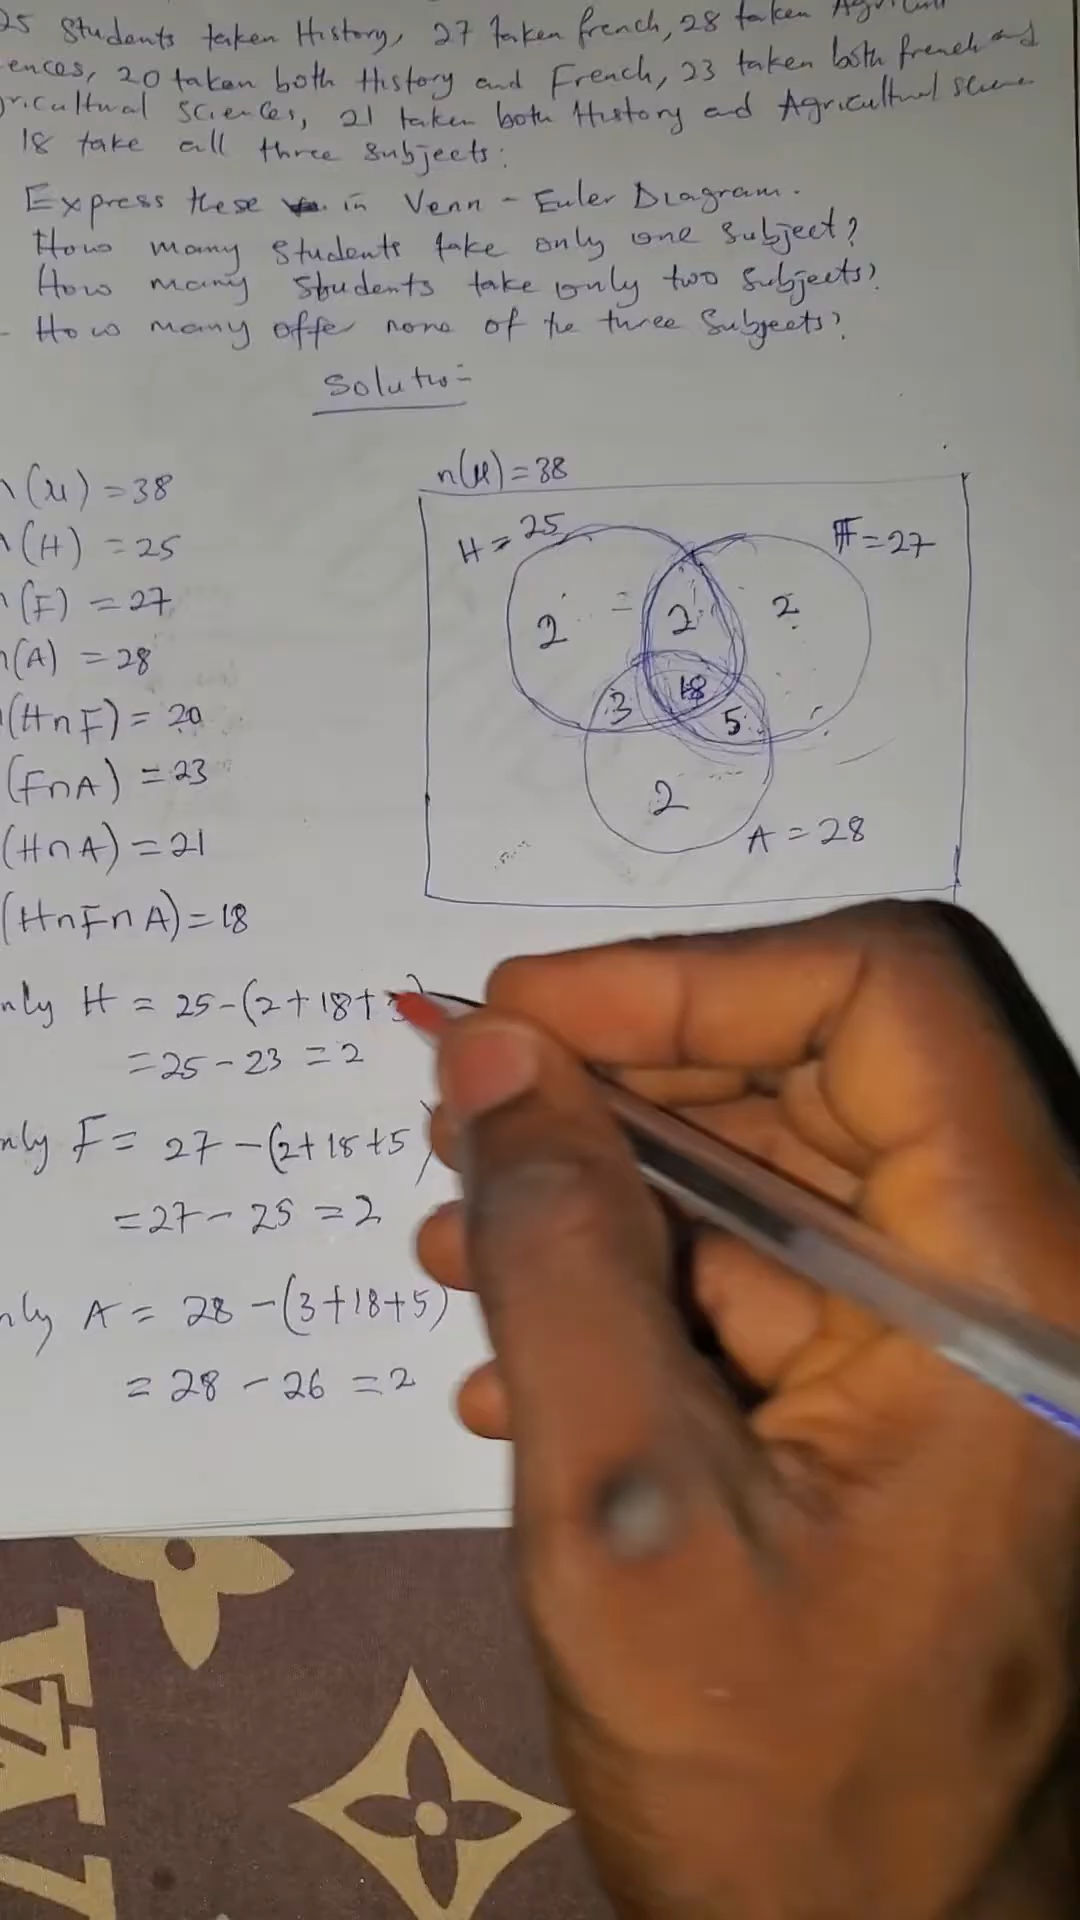 25 Students taken History, 27 taken french, 28 taken
ences, 20 taken both History and French, 23 taken both french and
ricultural Sciences, 21 taken both History and Agricultural
18 take all three Subjects:
Express these in Venn - Euler Diagram.
How many Students take only one Subject?
How many Students take only two Subjects?
- How many offer none of the three Subjects?
Solution
n(μ) = 38
n(H) = 25
n(F) = 27
n(A) = 28
(HnF) = 20
(FnA) = 23
(HnA) = 21
(HnFnA) = 18
n(μ) = 38
H = 25
F = 27
2 2 2
18
3 5
2
A = 28
nly H = 25 - (2 + 18 + 3)
= 25 - 23 = 2
nly F = 27 - (2 + 18 + 5)
= 27 - 25 = 2
nly A = 28 - (3 + 18 + 5)
= 28 - 26 = 2